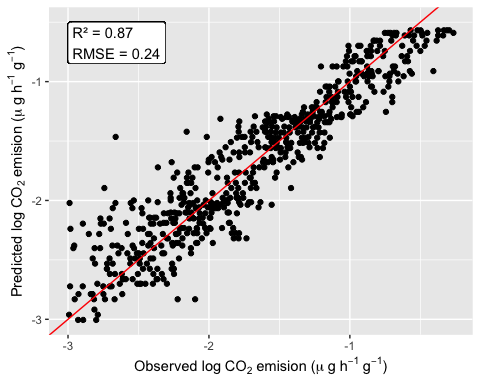 R² = 0.87
RMSE = 0.24
Predicted log CO₂ emision (μ g h⁻¹ g⁻¹)
-1
-2
-3
-3 -2 -1
Observed log CO₂ emision (μ g h⁻¹ g⁻¹)